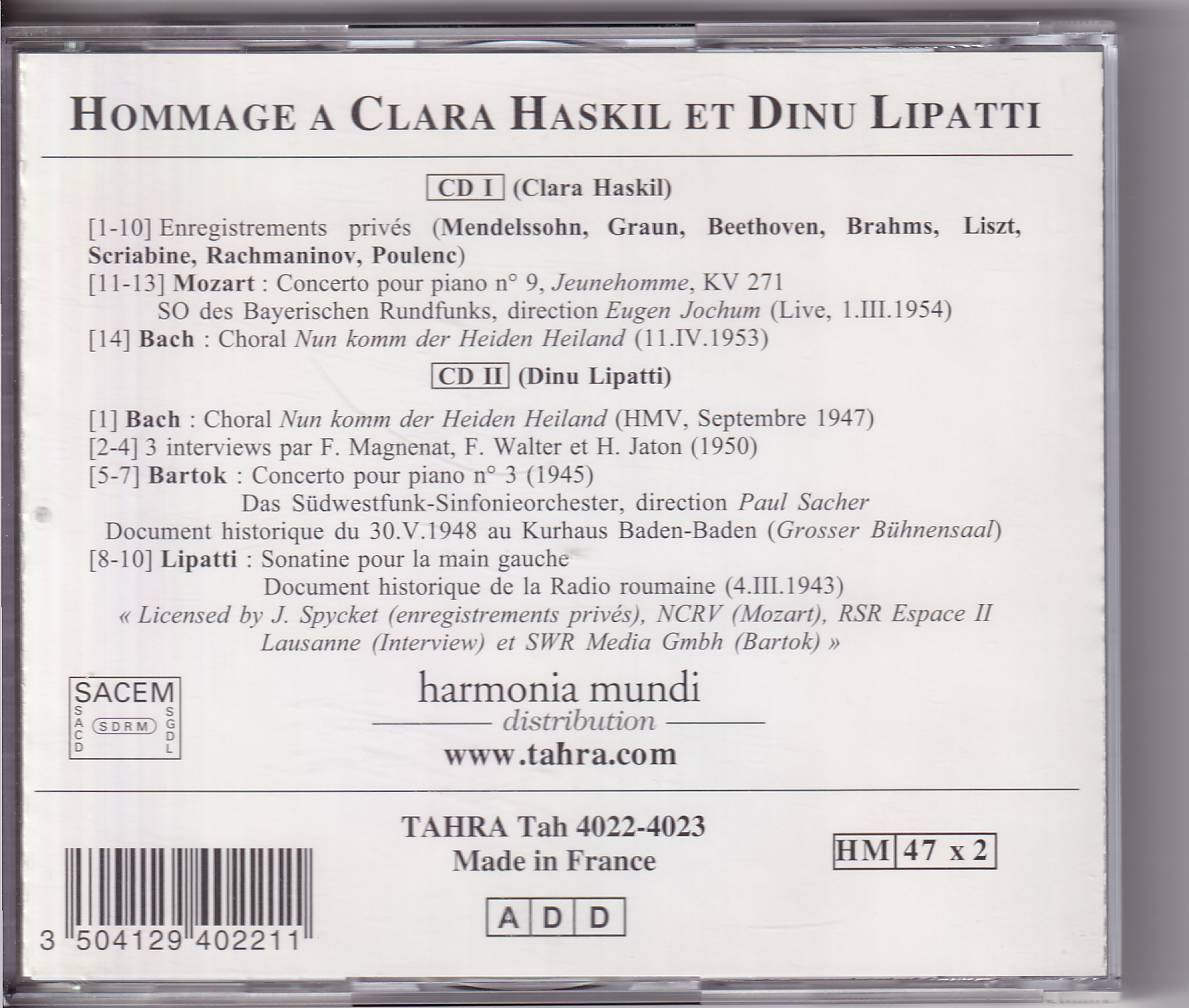 HOMMAGE A CLARA HASKIL ET DINU LIPATTI
CD I (Clara Haskil)
[1-10] Enregistrements privés (Mendelssohn, Graun, Beethoven, Brahms, Liszt,
Scriabine, Rachmaninov, Poulenc)
[11-13] Mozart : Concerto pour piano n° 9, Jeunehomme, KV 271
SO des Bayerischen Rundfunks, direction Eugen Jochum (Live, 1.III.1954)
[14] Bach : Choral Nun komm der Heiden Heiland (11.IV.1953)
CD II (Dinu Lipatti)
[1] Bach : Choral Nun komm der Heiden Heiland (HMV, Septembre 1947)
[2-4] 3 interviews par F. Magnenat, F. Walter et H. Jaton (1950)
[5-7] Bartok : Concerto pour piano n° 3 (1945)
Das Südwestfunk-Sinfonieorchester, direction Paul Sacher
Document historique du 30.V.1948 au Kurhaus Baden-Baden (Grosser Bühnensaal)
[8-10] Lipatti : Sonatine pour la main gauche
Document historique de la Radio roumaine (4.III.1943)
« Licensed by J. Spycket (enregistrements privés), NCRV (Mozart), RSR Espace II
Lausanne (Interview) et SWR Media Gmbh (Bartok) »
SACEM
SACD
SDRM
SGDL
harmonia mundi
distribution
www.tahra.com
TAHRA Tah 4022-4023
Made in France
HM 47 x 2
A D D
3 504129 402211